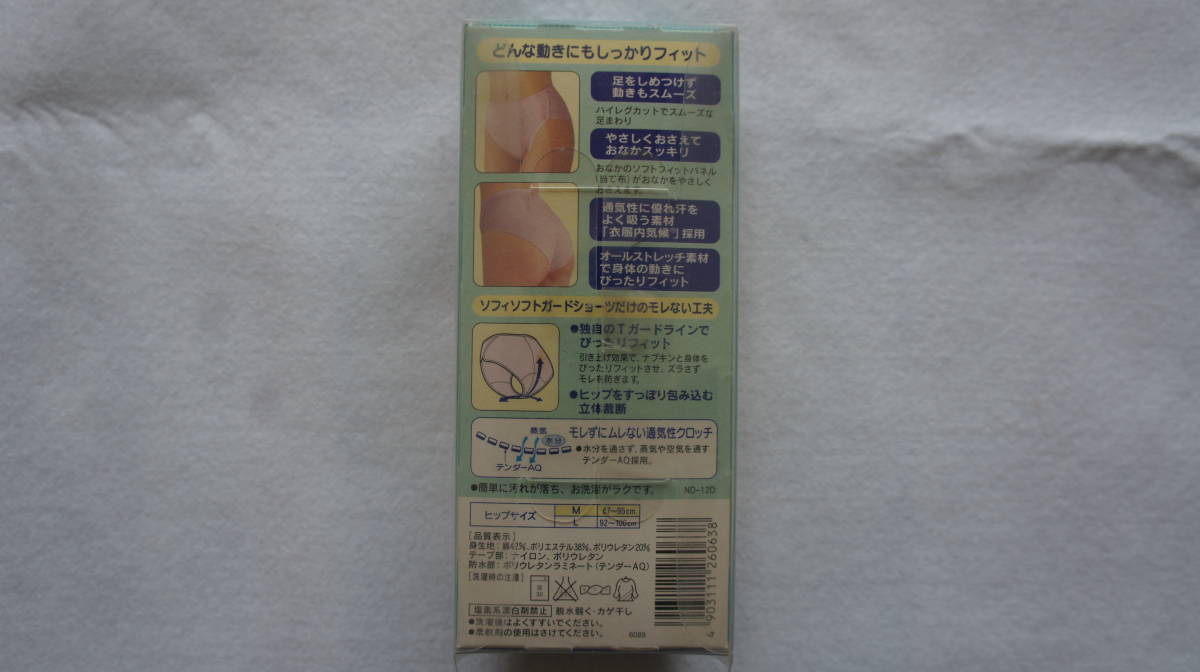 どんな動きにもしっかりフィット
足をしめつけず
動きもスムーズ
ハイレグカットでスムーズな
足まわり
やさしくおさえて
おなかスッキリ
おなかのソフトフィットパネル
(当て布)がおなかをやさしく
おさえます。
通気性に優れ汗を
よく吸う素材
「衣服内気候®」採用
オールストレッチ素材
で身体の動きに
ぴったりフィット
ソフィソフトガードショーツだけのモレない工夫
●独自のTガードラインで
ぴったりフィット
引き上げ効果で、ナプキンと身体を
ぴったりフィットさせ、ズラさず
モレを防ぎます。
●ヒップをすっぽり包み込む
立体裁断
モレずにムレない通気性クロッチ
蒸気
水分
テンダーAQ
●水分を通さず、蒸気や空気を通す
テンダーAQ採用。
●簡単に汚れが落ち、お洗濯がラクです。 ND-12D
ヒップサイズ
M 87~95cm
L 92~100cm
[品質表示]
身生地:綿42%、ポリエステル38%、ポリウレタン20%
テープ部:ナイロン、ポリウレタン
防水部:ポリウレタンラミネート(テンダーAQ)
[洗濯時の注意]
30
塩素系漂白剤禁止 脱水弱く・カゲ干し
●洗濯後はよくすすいでください。
●柔軟剤の使用はさけてください。
6089
4903111260638